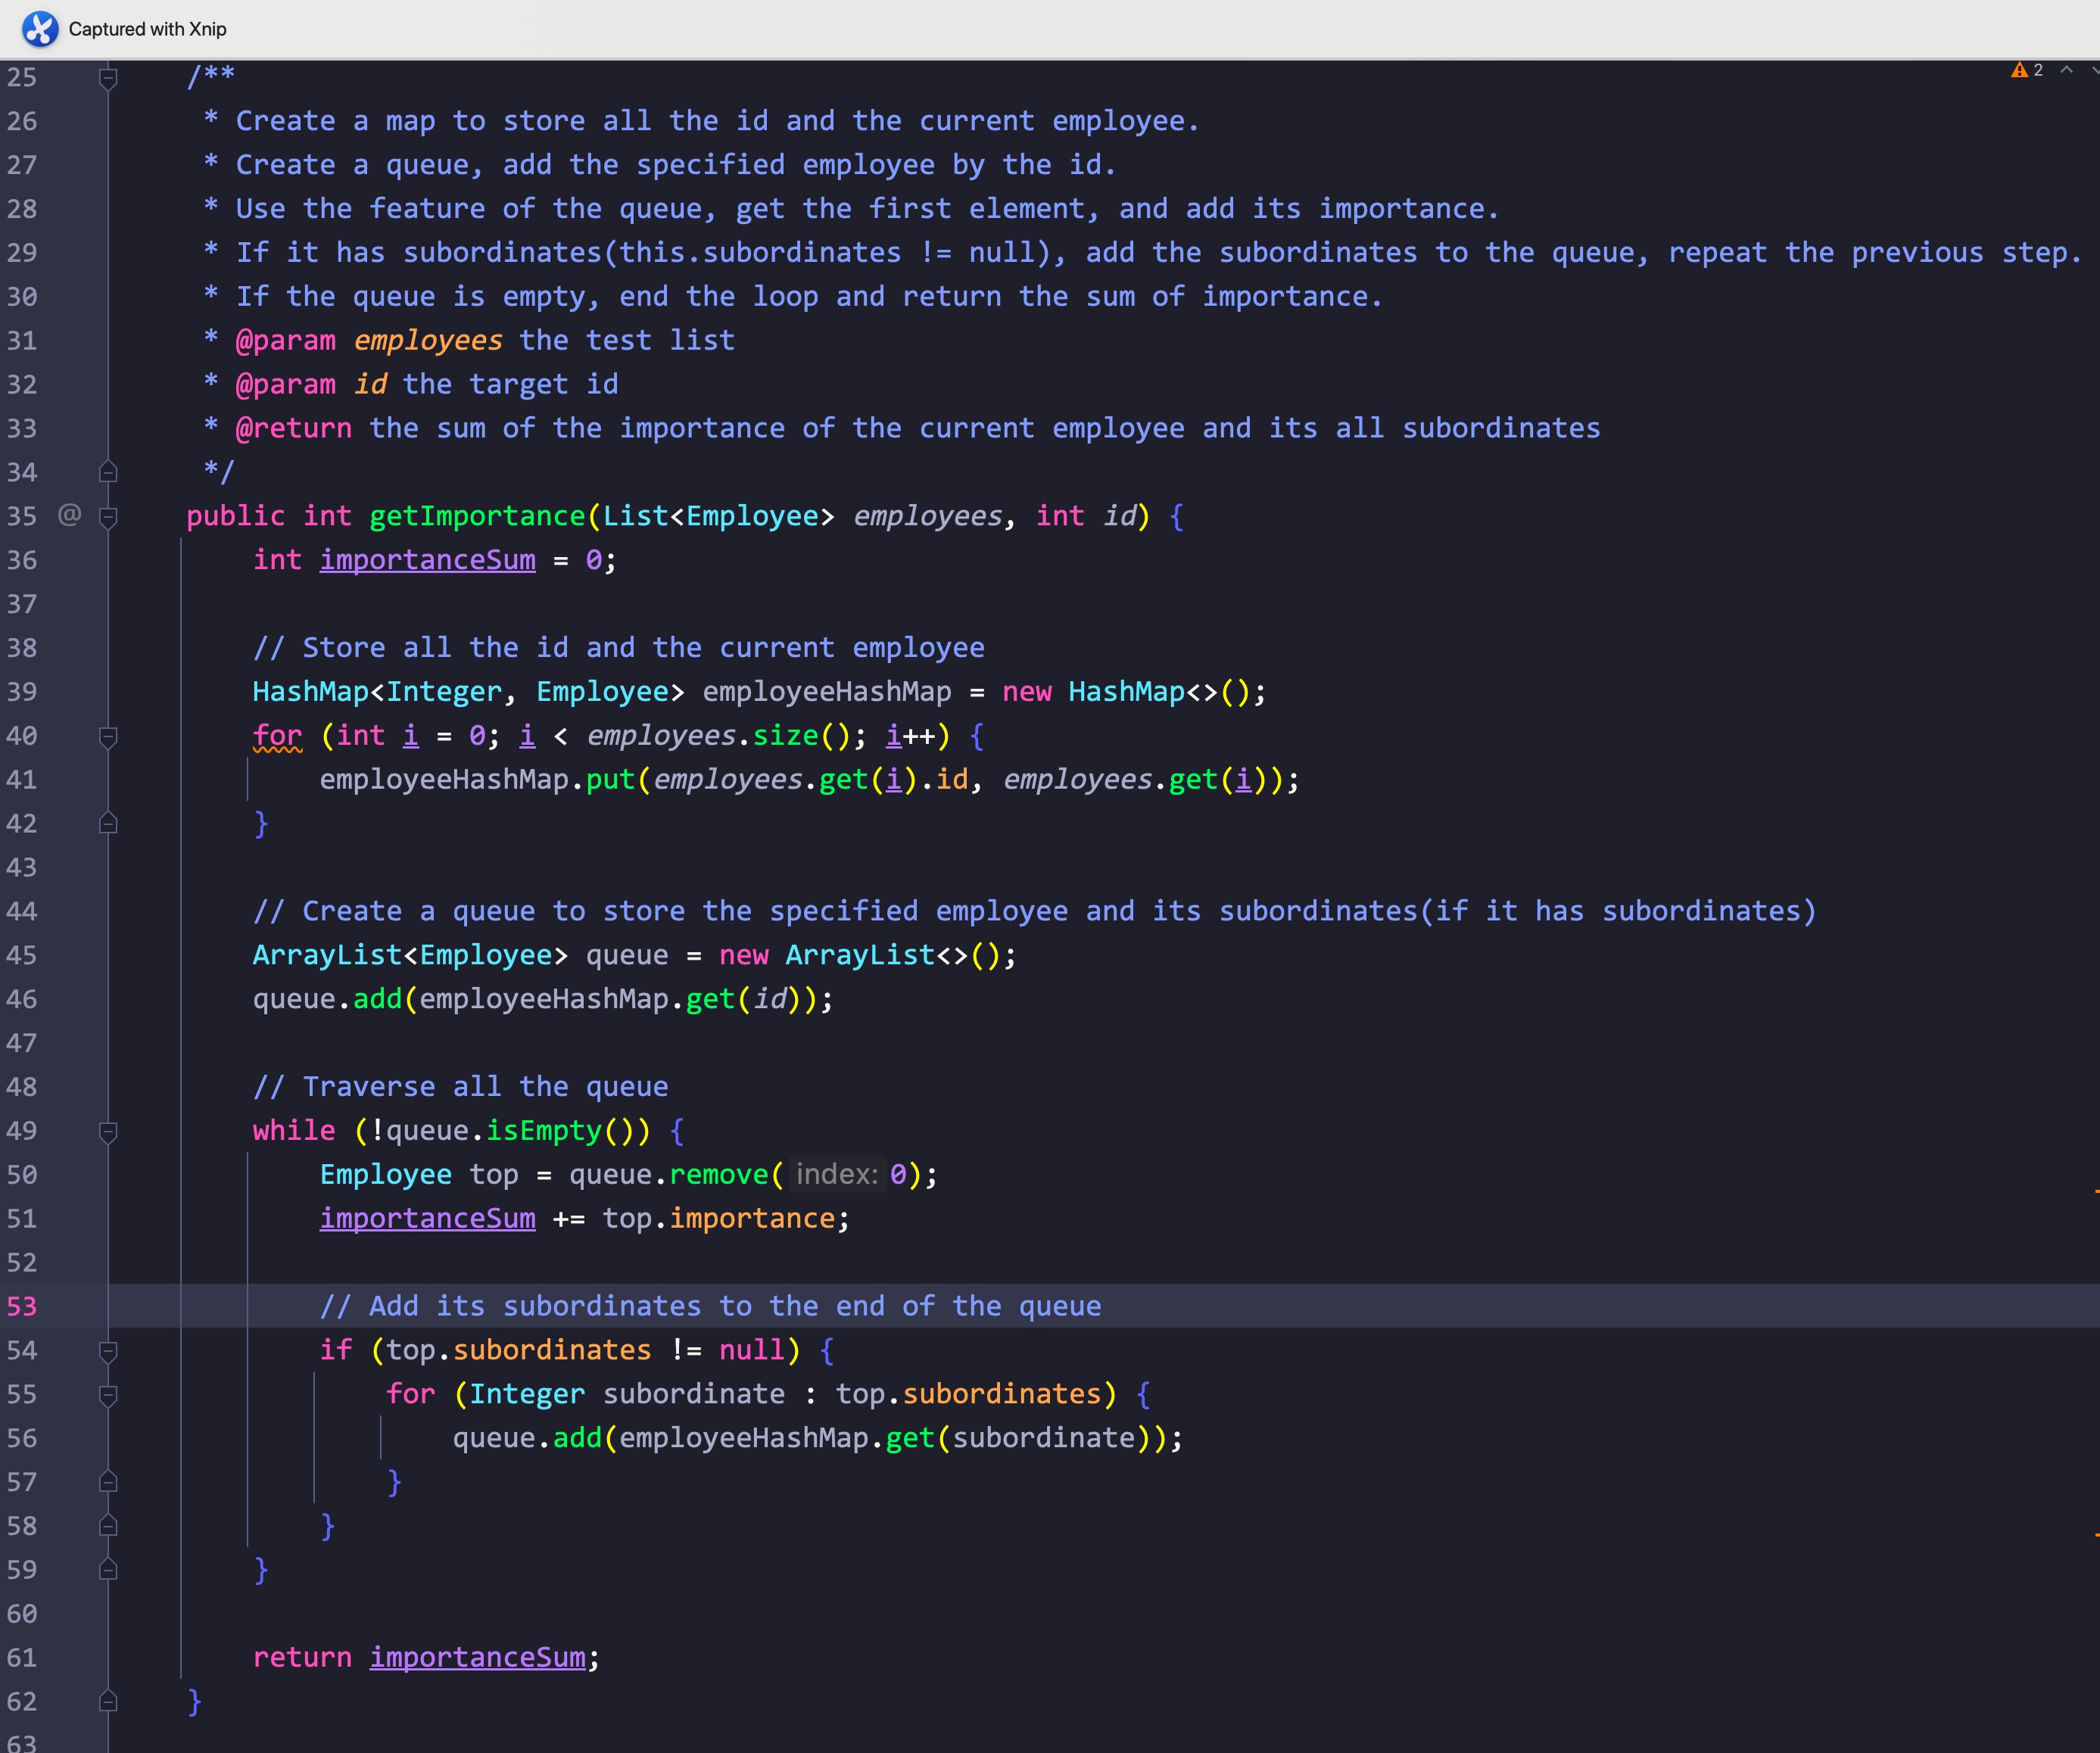 Captured with Xnip
2
25 /**
26 * Create a map to store all the id and the current employee.
27 * Create a queue, add the specified employee by the id.
28 * Use the feature of the queue, get the first element, and add its importance.
29 * If it has subordinates(this.subordinates != null), add the subordinates to the queue, repeat the previous step.
30 * If the queue is empty, end the loop and return the sum of importance.
31 * @param employees the test list
32 * @param id the target id
33 * @return the sum of the importance of the current employee and its all subordinates
34 */
35 @ public int getImportance(List<Employee> employees, int id) {
36 int importanceSum = 0;
37
38 // Store all the id and the current employee
39 HashMap<Integer, Employee> employeeHashMap = new HashMap<>();
40 for (int i = 0; i < employees.size(); i++) {
41 employeeHashMap.put(employees.get(i).id, employees.get(i));
42 }
43
44 // Create a queue to store the specified employee and its subordinates(if it has subordinates)
45 ArrayList<Employee> queue = new ArrayList<>();
46 queue.add(employeeHashMap.get(id));
47
48 // Traverse all the queue
49 while (!queue.isEmpty()) {
50 Employee top = queue.remove( index: 0);
51 importanceSum += top.importance;
52
53 // Add its subordinates to the end of the queue
54 if (top.subordinates != null) {
55 for (Integer subordinate : top.subordinates) {
56 queue.add(employeeHashMap.get(subordinate));
57 }
58 }
59 }
60
61 return importanceSum;
62 }
63